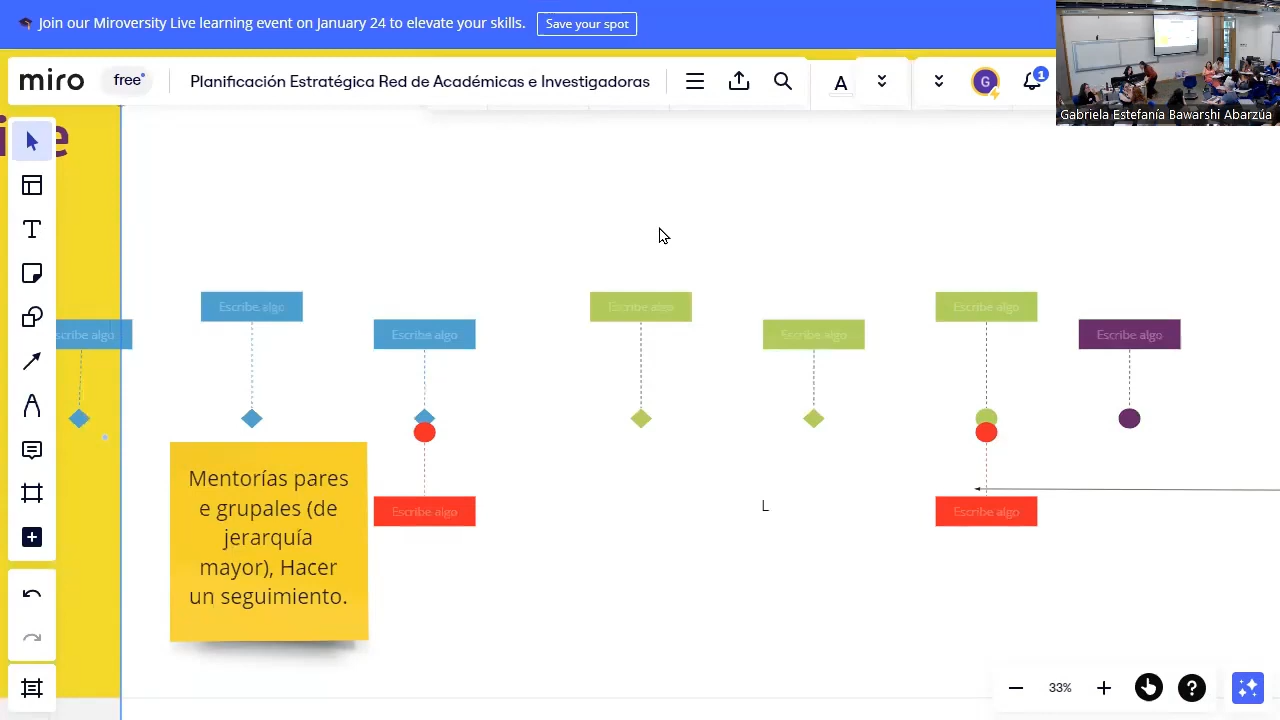 Join our Miroversity Live learning event on January 24 to elevate your skills.
Save your spot
miro
free
Planificación Estratégica Red de Académicas e Investigadoras
A
G
1
Gabriela Estefanía Bawarshi Abarzúa
e
T
Escribe algo
Escribe algo
Escribe algo
Escribe algo
Escribe algo
scribe algo
Escribe algo
Escribe algo
Mentorías pares
e grupales (de
jerarquía
mayor), Hacer
un seguimiento.
Escribe algo
L
Escribe algo
33%
?